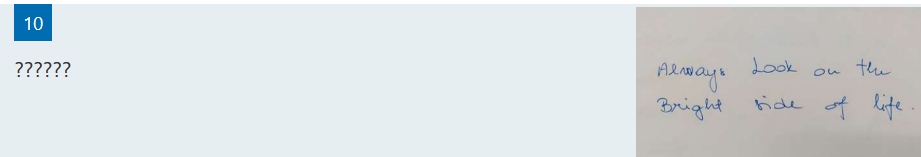 10
??????
Always Look on the
Bright side of life.